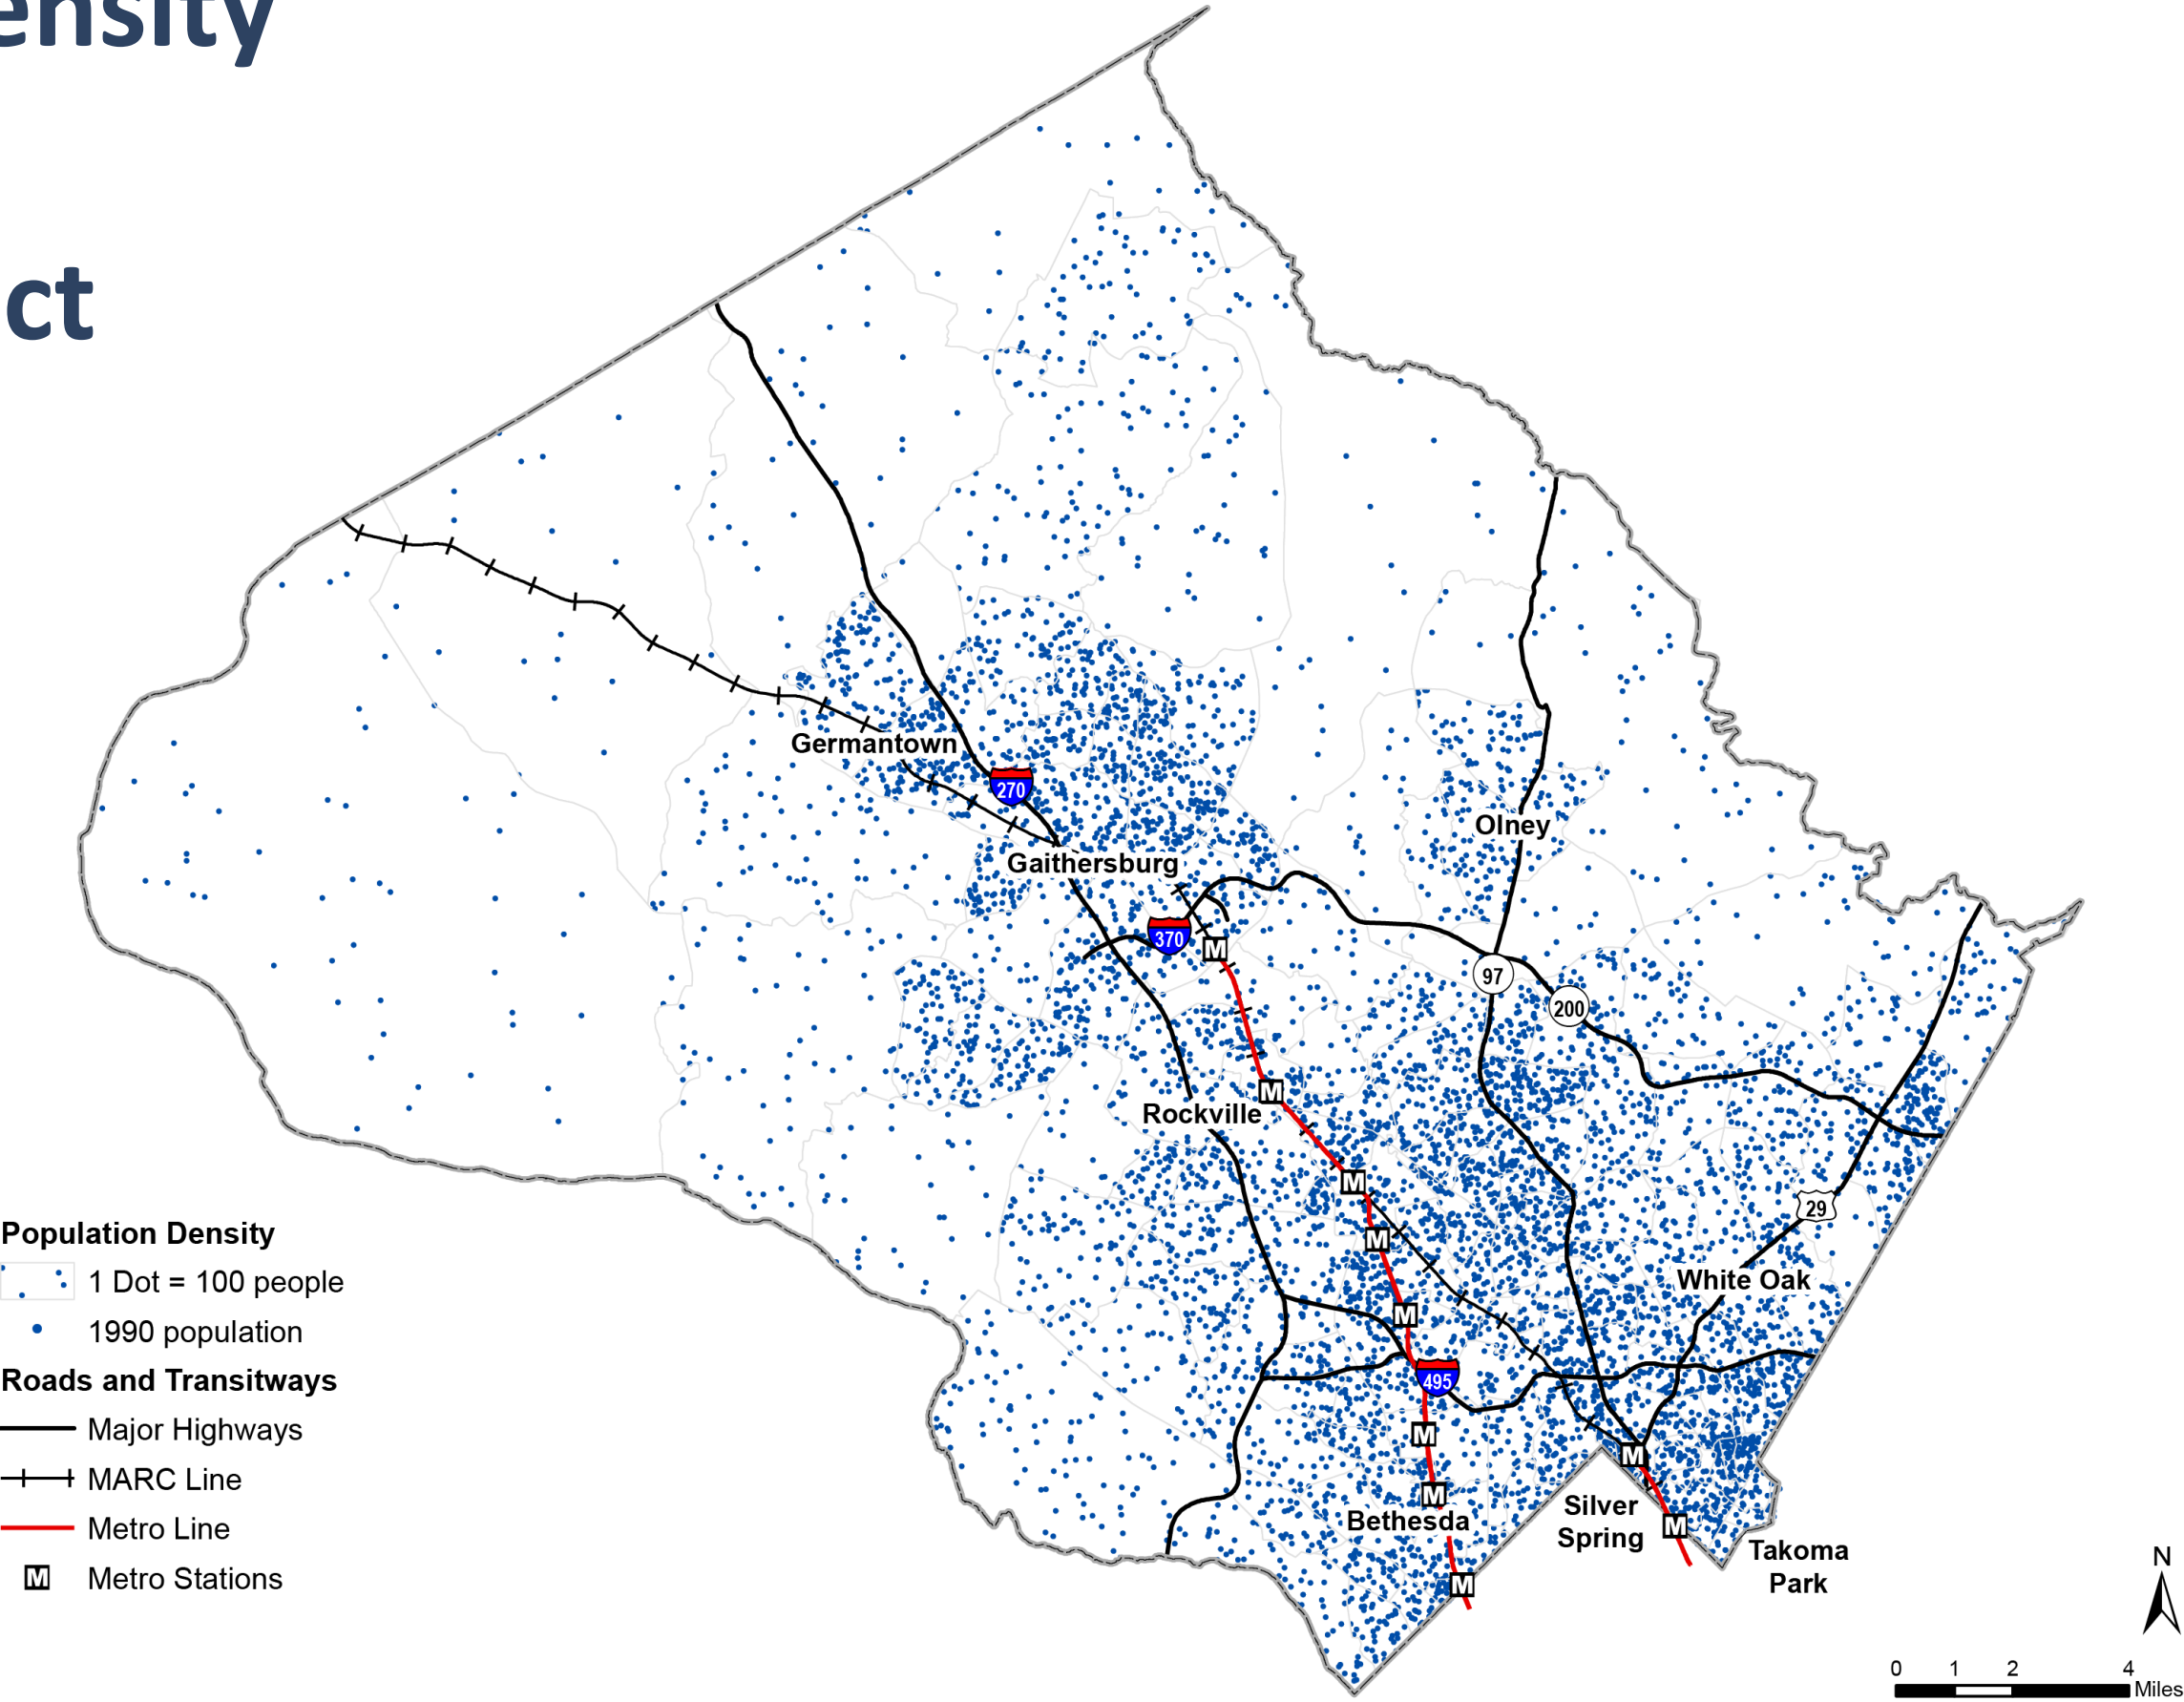 ensity
ct
Germantown
270
Olney
Gaithersburg
370
97
200
Rockville
29
White Oak
495
Bethesda
Silver
Spring
Takoma
Park
M
M
M
M
M
M
M
M
M
M
Population Density
1 Dot = 100 people
1990 population
Roads and Transitways
Major Highways
MARC Line
Metro Line
M Metro Stations
N
0 1 2 4
Miles